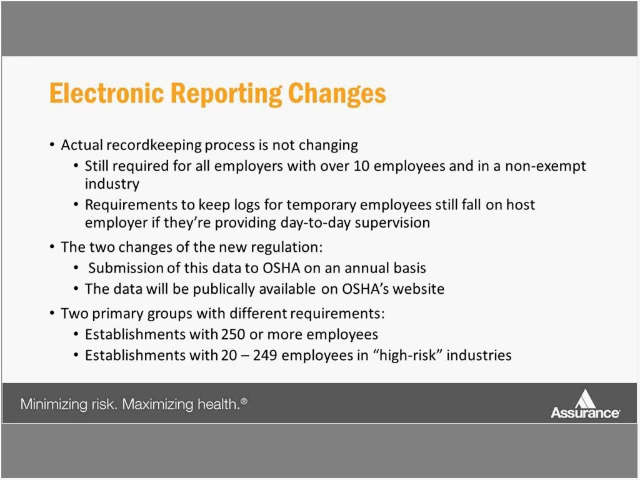 Electronic Reporting Changes
• Actual recordkeeping process is not changing
• Still required for all employers with over 10 employees and in a non-exempt
industry
• Requirements to keep logs for temporary employees still fall on host
employer if they're providing day-to-day supervision
• The two changes of the new regulation:
• Submission of this data to OSHA on an annual basis
• The data will be publically available on OSHA's website
• Two primary groups with different requirements:
• Establishments with 250 or more employees
• Establishments with 20 – 249 employees in “high-risk” industries
Minimizing risk. Maximizing health.®
Assurance